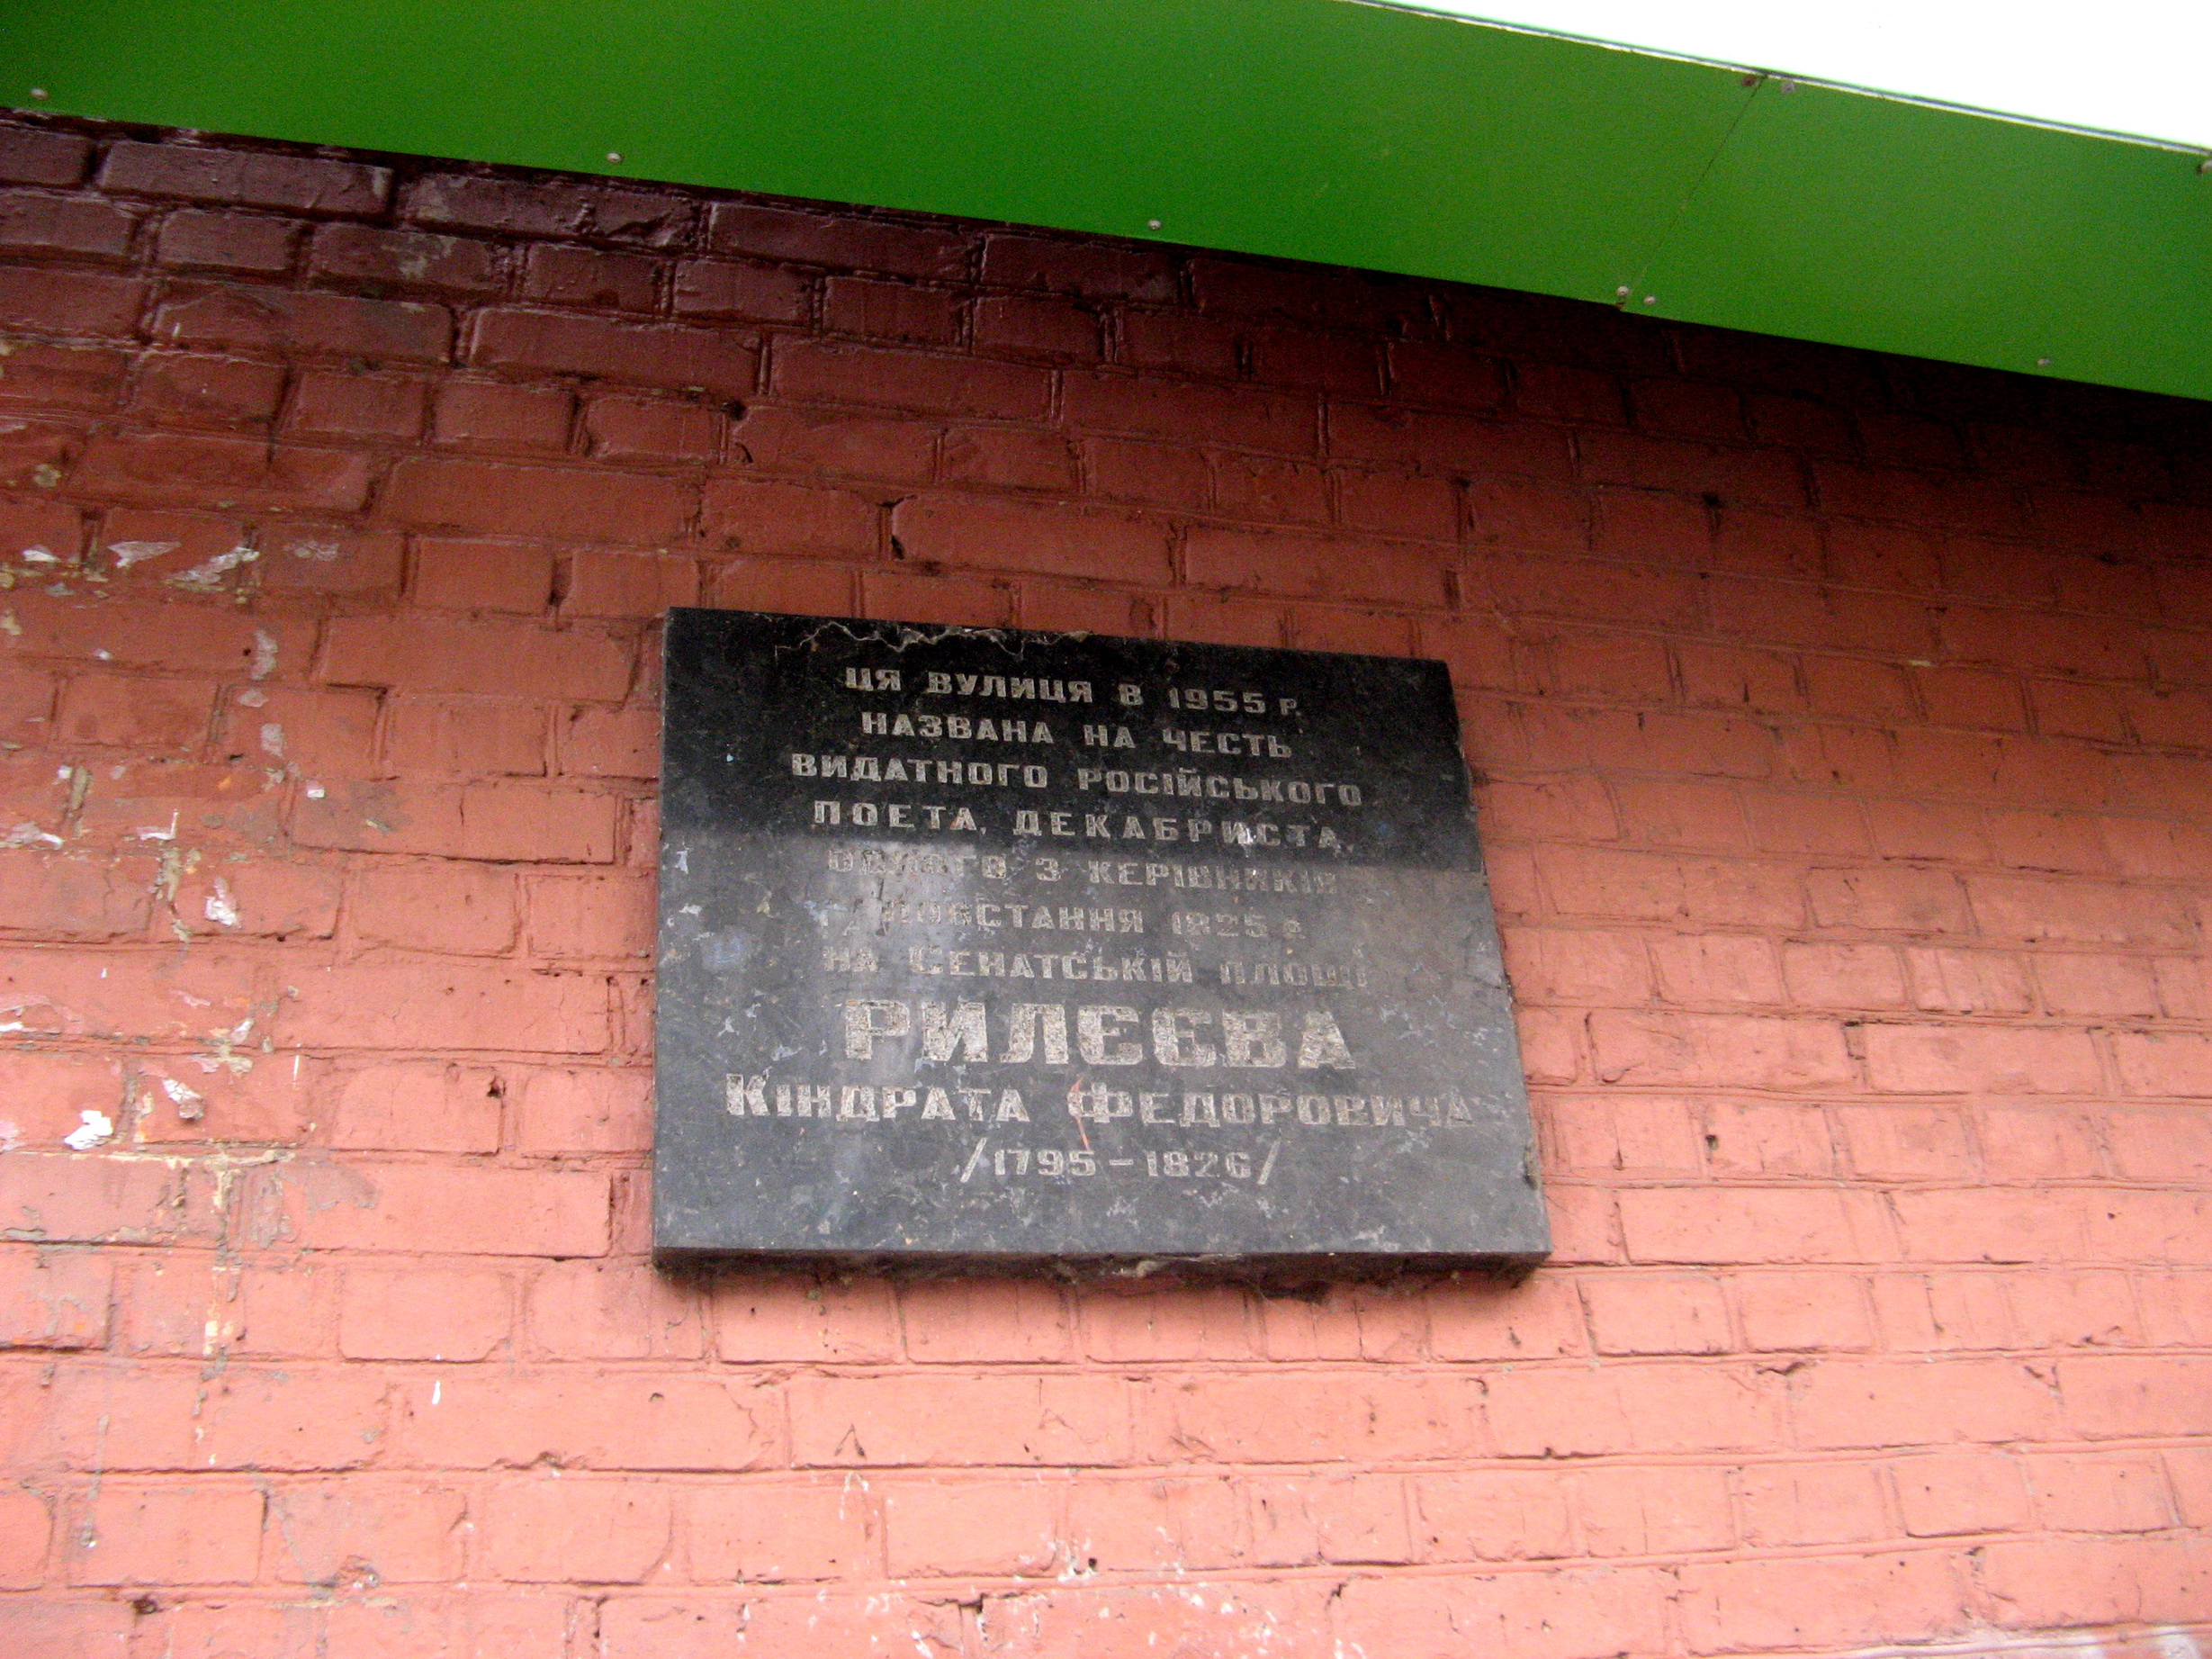 Ця вулиця в 1955 р.
названа на честь
видатного російського
поета, декабриста,
одного з керівників
повстання 1825 р.
на Сенатській площі
РИЛЄЄВА
Кіндрата Федоровича
/1795-1826/